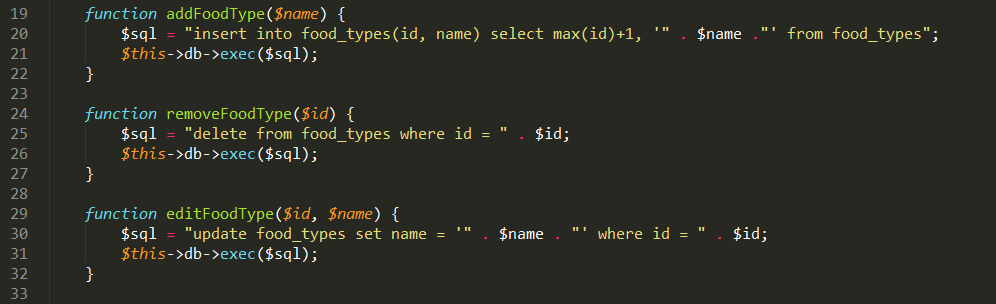 19 function addFoodType($name) {
20 $sql = "insert into food_types(id, name) select max(id)+1, '" . $name ."' from food_types";
21 $this->db->exec($sql);
22 }
23
24 function removeFoodType($id) {
25 $sql = "delete from food_types where id = " . $id;
26 $this->db->exec($sql);
27 }
28
29 function editFoodType($id, $name) {
30 $sql = "update food_types set name = '" . $name . "' where id = " . $id;
31 $this->db->exec($sql);
32 }
33